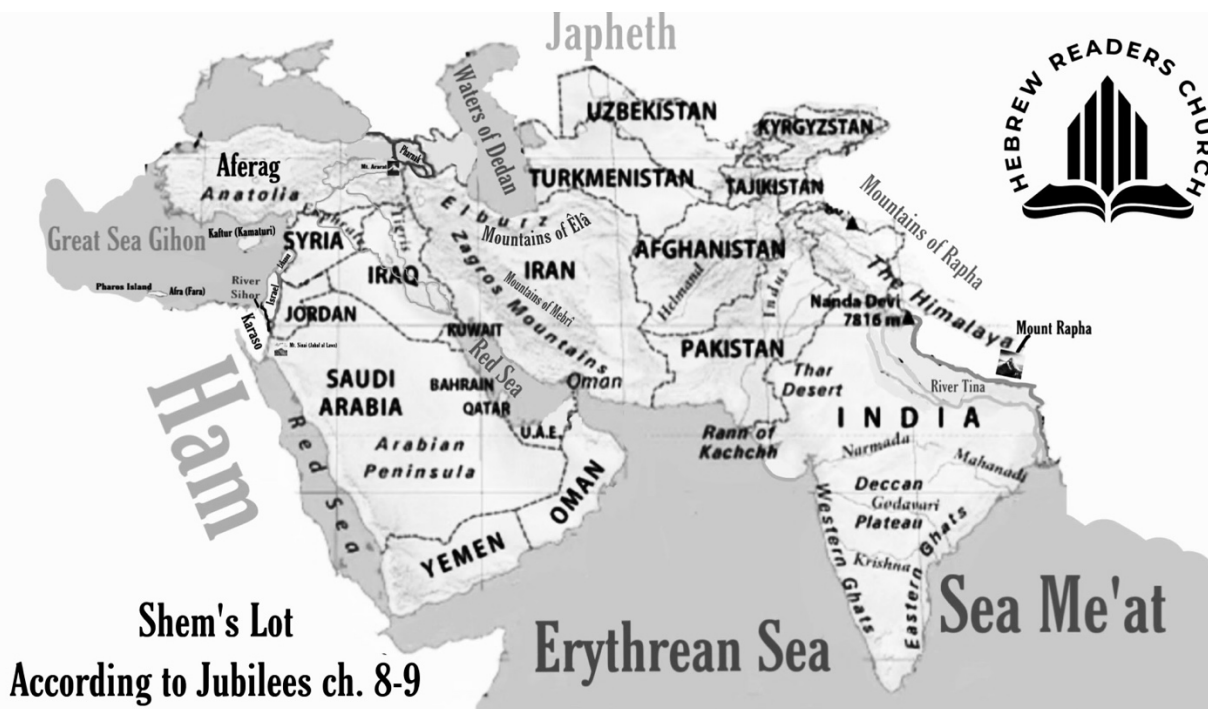 Japheth
HEBREW READERS CHURCH
Waters of Dedan
UZBEKISTAN
KYRGYZSTAN
Aferag
Anatolia
Mt. Ararat
TURKMENISTAN
TAJIKISTAN
Mountains of Rapha
Great Sea Gihon
Kaftur (Kamaturi)
Euphrates
Tigris
SYRIA
Elburz
Mountains of Êlâ
AFGHANISTAN
IRAQ
Zagros Mountains
IRAN
Mountains of Mebri
Helmand
Indus
The Himalaya
Pharos Island
Afra (Fara)
River
Sihor
Israel
JORDAN
Karaso
KUWAIT
Nanda Devi
7816 m
Mount Rapha
Mt. Sinai (Jabal al Lawz)
Red Sea
PAKISTAN
Ham
SAUDI
ARABIA
BAHRAIN
QATAR
U.A.E.
Oman
Thar
Desert
River Tina
INDIA
Red Sea
Arabian
Peninsula
Rann of
Kachchh
Narmada
Mahanadi
OMAN
YEMEN
Deccan
Plateau
Godavari
Krishna
Western Ghats
Eastern Ghats
Shem's Lot
According to Jubilees ch. 8-9
Erythrean Sea
Sea Me'at